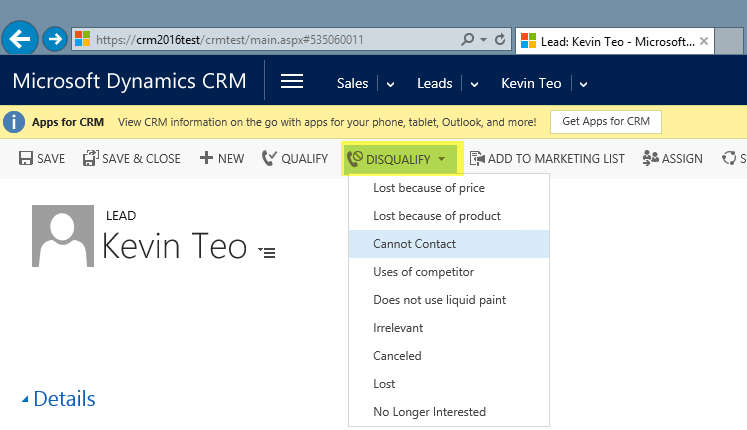 https://crm2016test/crmtest/main.aspx#535060011
Lead: Kevin Teo - Microsoft...
Microsoft Dynamics CRM
Sales
Leads
Kevin Teo
Apps for CRM View CRM information on the go with apps for your phone, tablet, Outlook, and more! Get Apps for CRM
SAVE
SAVE & CLOSE
NEW
QUALIFY
DISQUALIFY
ADD TO MARKETING LIST
ASSIGN
S
Lost because of price
Lost because of product
Cannot Contact
Uses of competitor
Does not use liquid paint
Irrelevant
Canceled
Lost
No Longer Interested
LEAD
Kevin Teo
Details